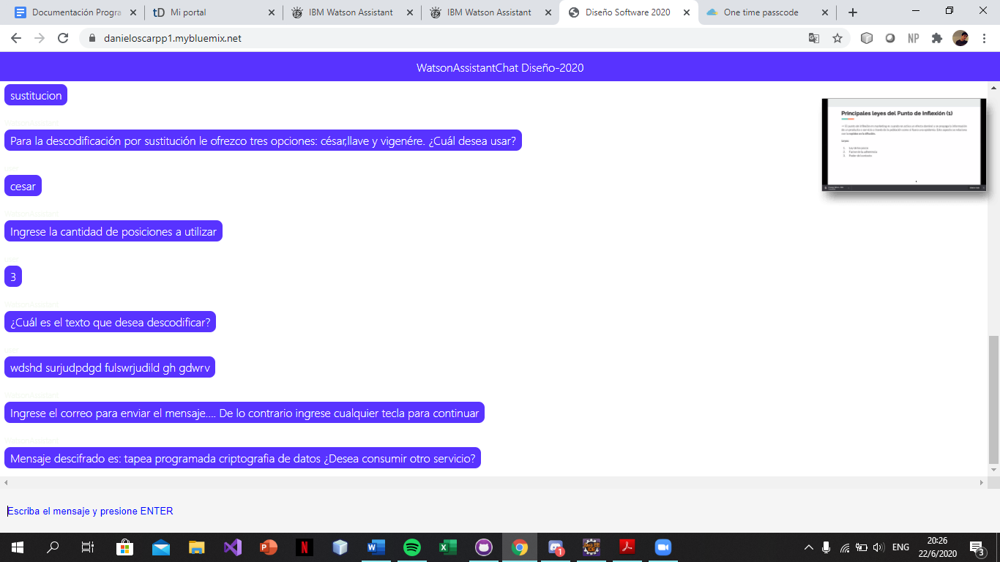 Documentación Progra
Mi portal
IBM Watson Assistant
IBM Watson Assistant
Diseño Software 2020
One time passcode
danieloscarpp1.mybluemix.net
NP
WatsonAssistantChat Diseño-2020
sustitucion
Principales leyes del Punto de Inflexión (1)
WatsonAssistant
Para la descodificación por sustitución le ofrezco tres opciones: césar,llave y vigenére. ¿Cuál desea usar?
cesar
WatsonAssistant
Ingrese la cantidad de posiciones a utilizar
3
WatsonAssistant
¿Cuál es el texto que desea descodificar?
wdshd surjudpdgd fulswrjudild gh gdwrv
WatsonAssistant
Ingrese el correo para enviar el mensaje.... De lo contrario ingrese cualquier tecla para continuar
WatsonAssistant
Mensaje descifrado es: tapea programada criptografia de datos ¿Desea consumir otro servicio?
Escriba el mensaje y presione ENTER
ENG
20:26
22/6/2020
3